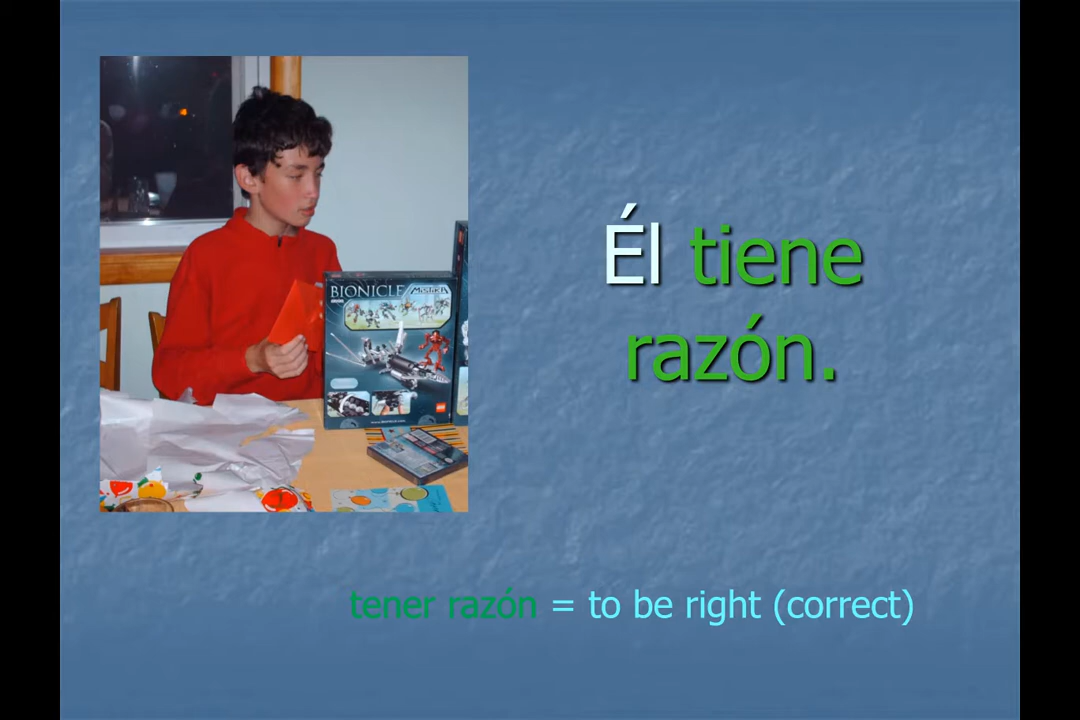 Él tiene
razón.
BIONICLE
tener razón = to be right (correct)